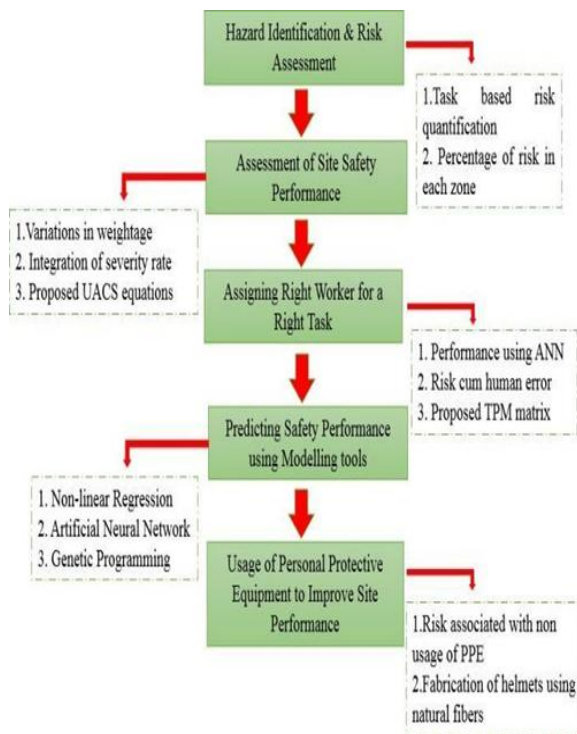 Hazard Identification & Risk
Assessment
1.Task based risk
quantification
2. Percentage of risk in
each zone
Assessment of Site Safety
Performance
1.Variations in weightage
2. Integration of severity rate
3. Proposed UACS equations
Assigning Right Worker for a
Right Task
1. Performance using ANN
2. Risk cum human error
3. Proposed TPM matrix
Predicting Safety Performance
using Modelling tools
1. Non-linear Regression
2. Artificial Neural Network
3. Genetic Programming
Usage of Personal Protective
Equipment to Improve Site
Performance
1.Risk associated with non
usage of PPE
2.Fabrication of helmets using
natural fibers